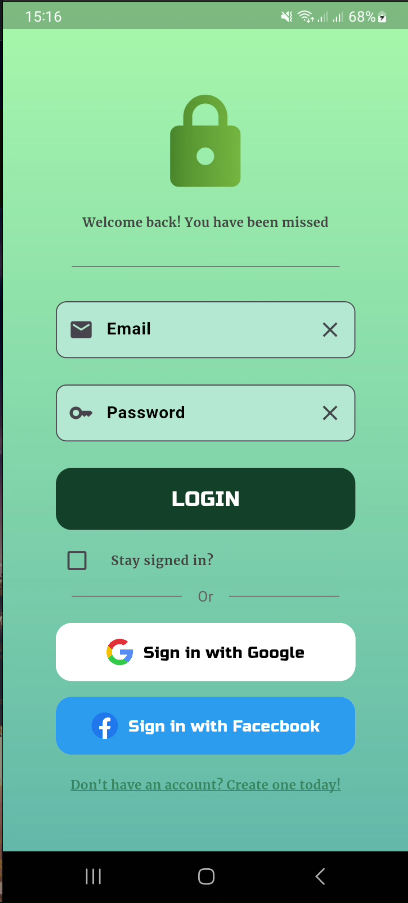 15:16 68%
Welcome back! You have been missed
Email
Password
LOGIN
Stay signed in?
Or
Sign in with Google
Sign in with Facecbook
Don't have an account? Create one today!